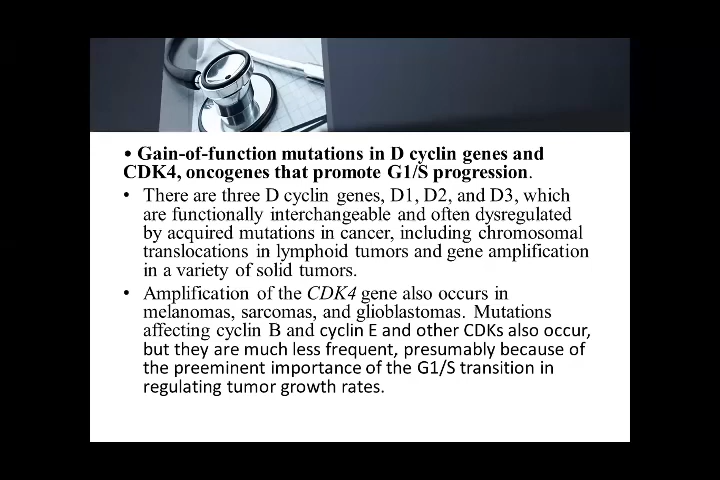 • Gain-of-function mutations in D cyclin genes and
CDK4, oncogenes that promote G1/S progression.
• There are three D cyclin genes, D1, D2, and D3, which
are functionally interchangeable and often dysregulated
by acquired mutations in cancer, including chromosomal
translocations in lymphoid tumors and gene amplification
in a variety of solid tumors.
• Amplification of the CDK4 gene also occurs in
melanomas, sarcomas, and glioblastomas. Mutations
affecting cyclin B and cyclin E and other CDKs also occur,
but they are much less frequent, presumably because of
the preeminent importance of the G1/S transition in
regulating tumor growth rates.